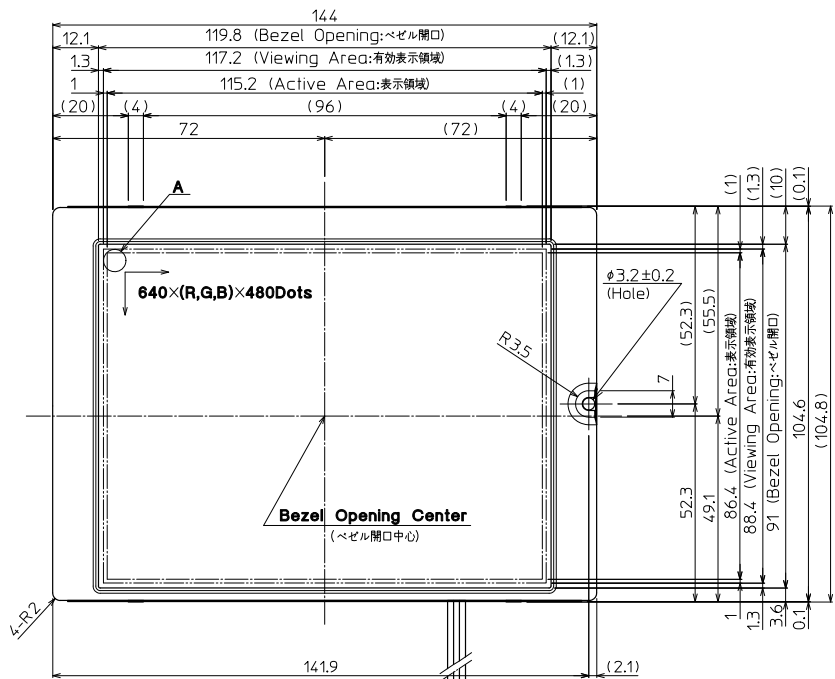 144
12.1 119.8 (Bezel Opening:ベゼル開口) (12.1)
1.3 117.2 (Viewing Area:有効表示領域) (1.3)
1 115.2 (Active Area:表示領域) (1)
(20) (4) (96) (4) (20)
72 (72)
A
640×(R,G,B)×480Dots
φ3.2±0.2
(Hole)
R3.5
7
(1)
(1.3)
(10)
(0.1)
(52.3)
(55.5)
52.3
49.1
86.4 (Active Area:表示領域)
88.4 (Viewing Area:有効表示領域)
91 (Bezel Opening:ベゼル開口)
104.6
(104.8)
1
1.3
3.6
0.1
Bezel Opening Center
(ベゼル開口中心)
4-R2
141.9 (2.1)